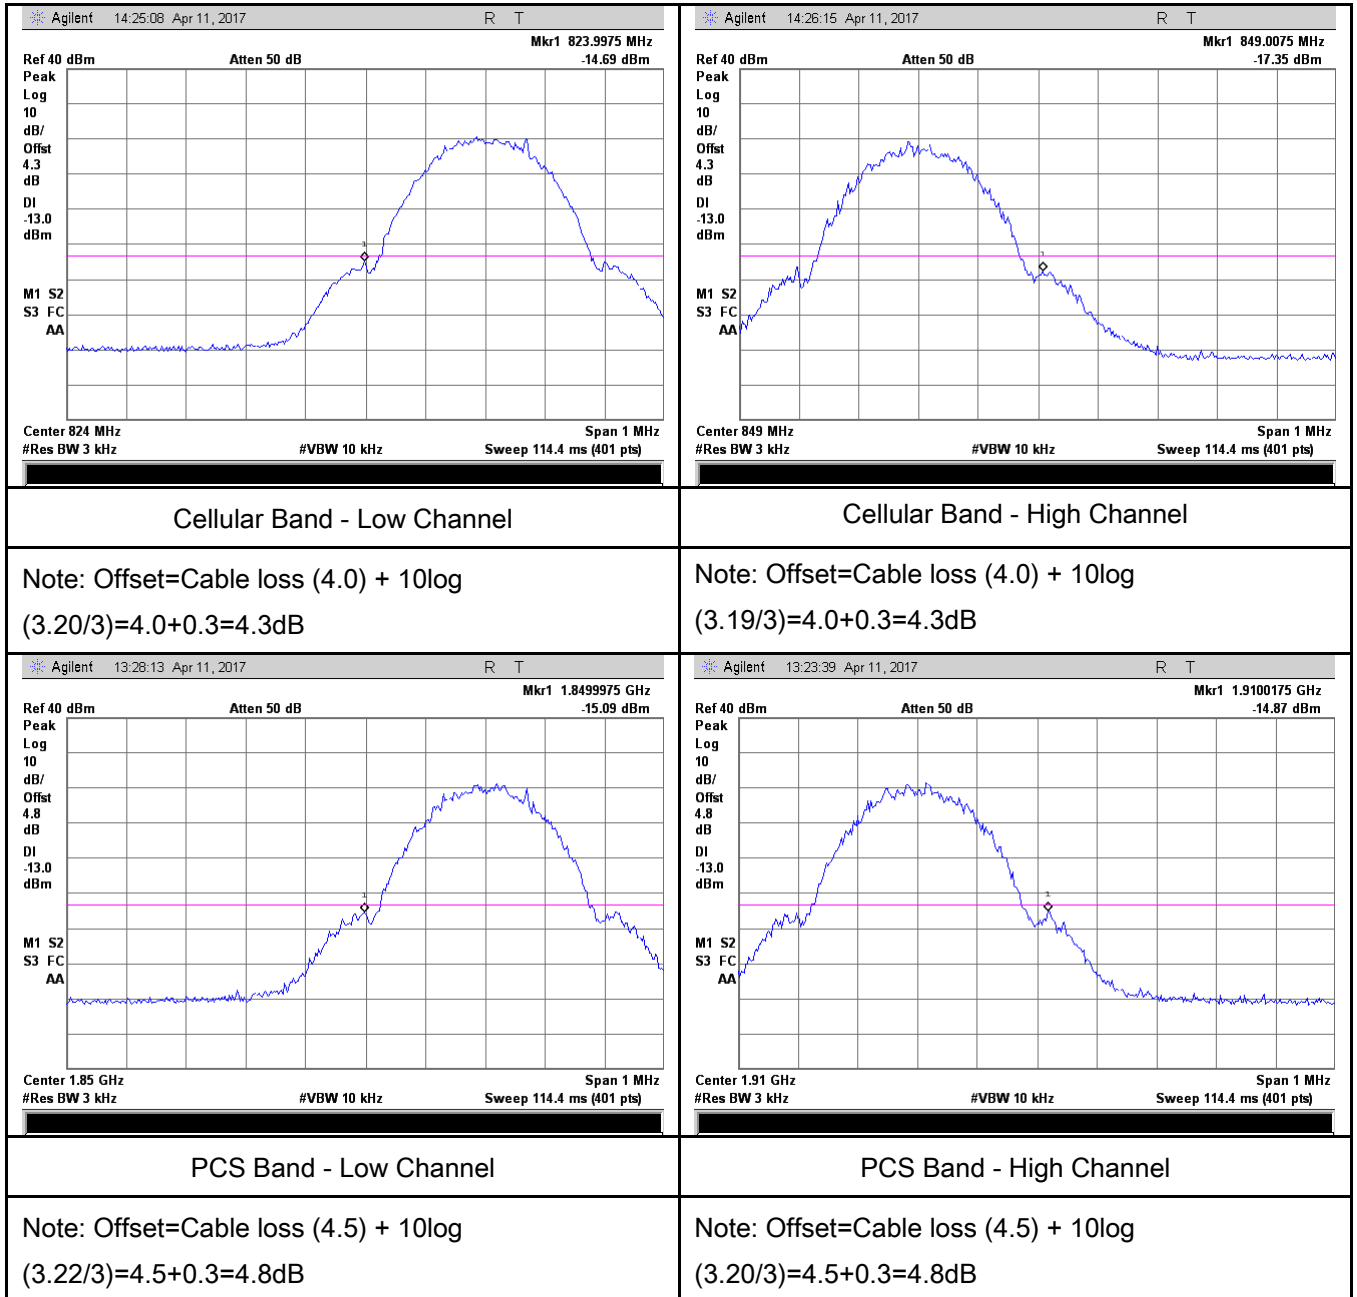 Agilent 14:25:08 Apr 11, 2017 R T
Mkr1 823.9975 MHz
Ref 40 dBm Atten 50 dB -14.69 dBm
Peak
Log
10
dB/
Offst
4.3
dB
DI
-13.0
dBm
1
M1 S2
S3 FC
AA
Center 824 MHz Span 1 MHz
#Res BW 3 kHz #VBW 10 kHz Sweep 114.4 ms (401 pts)
Agilent 14:26:15 Apr 11, 2017 R T
Mkr1 849.0075 MHz
Ref 40 dBm Atten 50 dB -17.35 dBm
Peak
Log
10
dB/
Offst
4.3
dB
DI
-13.0
dBm
1
M1 S2
S3 FC
AA
Center 849 MHz Span 1 MHz
#Res BW 3 kHz #VBW 10 kHz Sweep 114.4 ms (401 pts)
Cellular Band - Low Channel
Cellular Band - High Channel
Note: Offset=Cable loss (4.0) + 10log
(3.20/3)=4.0+0.3=4.3dB
Note: Offset=Cable loss (4.0) + 10log
(3.19/3)=4.0+0.3=4.3dB
Agilent 13:28:13 Apr 11, 2017 R T
Mkr1 1.8499975 GHz
Ref 40 dBm Atten 50 dB -15.09 dBm
Peak
Log
10
dB/
Offst
4.8
dB
DI
-13.0
dBm
1
M1 S2
S3 FC
AA
Center 1.85 GHz Span 1 MHz
#Res BW 3 kHz #VBW 10 kHz Sweep 114.4 ms (401 pts)
Agilent 13:23:39 Apr 11, 2017 R T
Mkr1 1.9100175 GHz
Ref 40 dBm Atten 50 dB -14.87 dBm
Peak
Log
10
dB/
Offst
4.8
dB
DI
-13.0
dBm
1
M1 S2
S3 FC
AA
Center 1.91 GHz Span 1 MHz
#Res BW 3 kHz #VBW 10 kHz Sweep 114.4 ms (401 pts)
PCS Band - Low Channel
PCS Band - High Channel
Note: Offset=Cable loss (4.5) + 10log
(3.22/3)=4.5+0.3=4.8dB
Note: Offset=Cable loss (4.5) + 10log
(3.20/3)=4.5+0.3=4.8dB